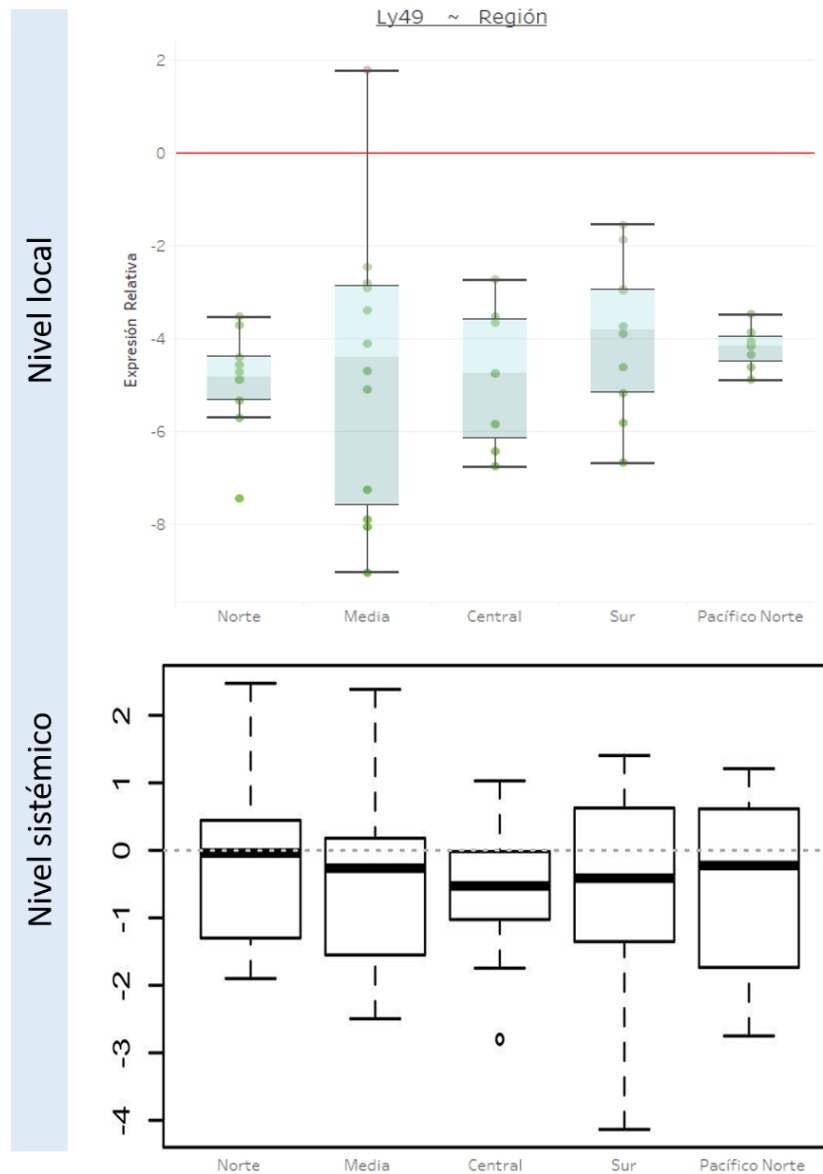 Ly49 ~ Región
Nivel local
Expresión Relativa
2
0
-2
-4
-6
-8
Norte Media Central Sur Pacífico Norte
Nivel sistémico
2
1
0
-1
-2
-3
-4
Norte Media Central Sur Pacífico Norte